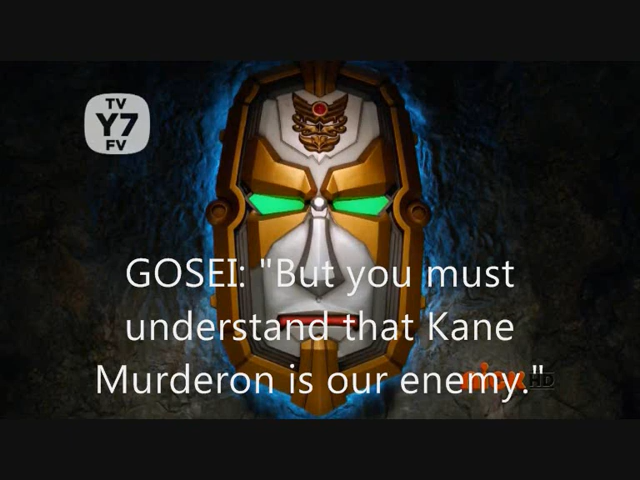 TV
Y7
FV
GOSEI: "But you must
understand that Kane
Murderon is our enemy."
nick HD